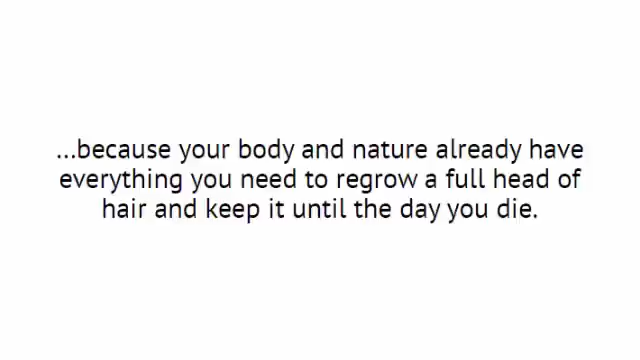 ...because your body and nature already have
everything you need to regrow a full head of
hair and keep it until the day you die.